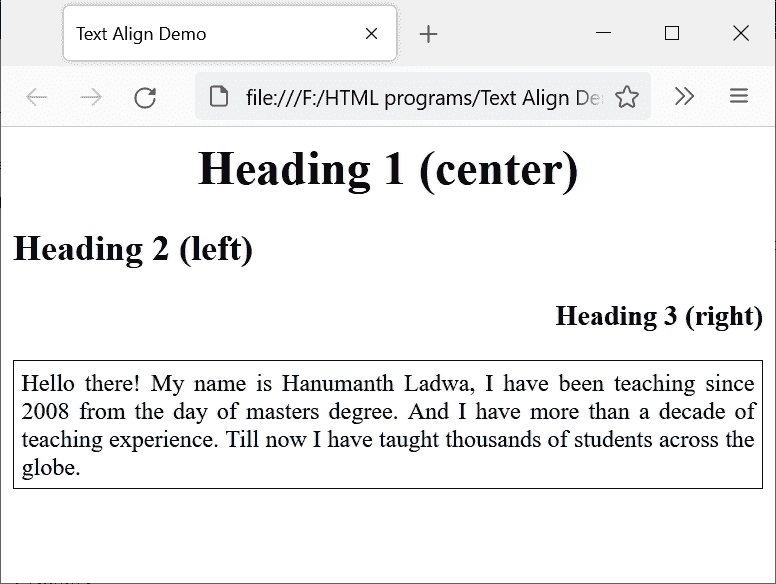 Text Align Demo
file:///F:/HTML programs/Text Align De
Heading 1 (center)
Heading 2 (left)
Heading 3 (right)
Hello there! My name is Hanumanth Ladwa, I have been teaching since
2008 from the day of masters degree. And I have more than a decade of
teaching experience. Till now I have taught thousands of students across the
globe.